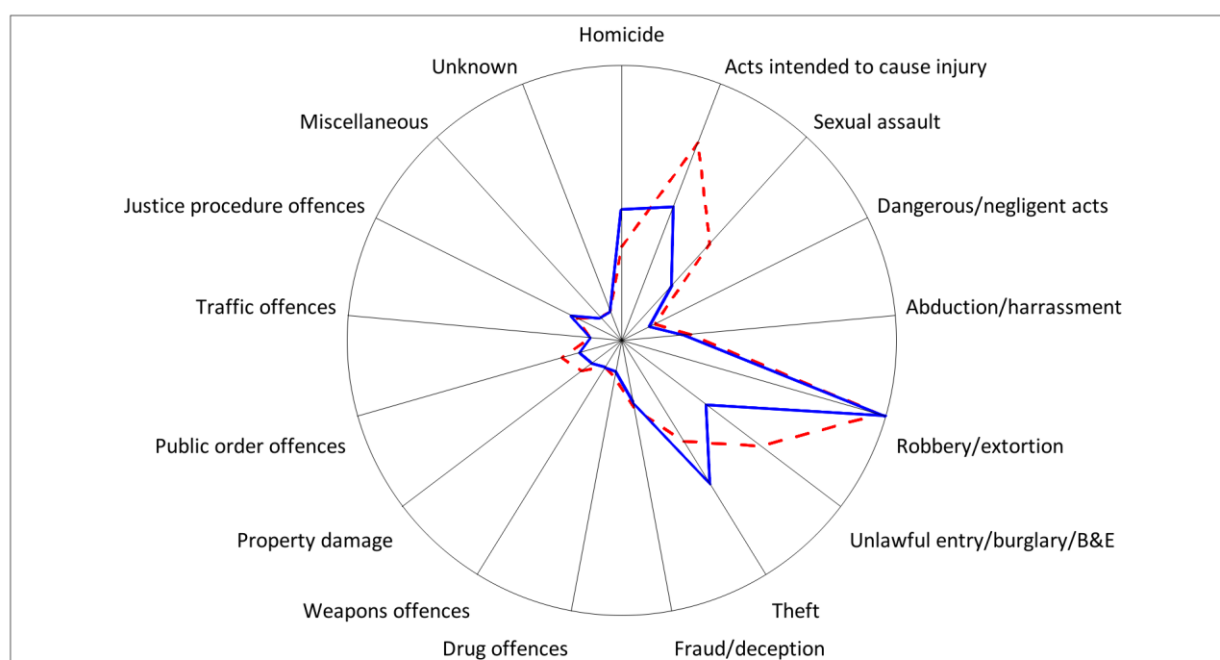 Homicide
Unknown
Acts intended to cause injury
Miscellaneous
Sexual assault
Justice procedure offences
Dangerous/negligent acts
Traffic offences
Abduction/harrassment
Public order offences
Robbery/extortion
Property damage
Unlawful entry/burglary/B&E
Weapons offences
Theft
Drug offences
Fraud/deception